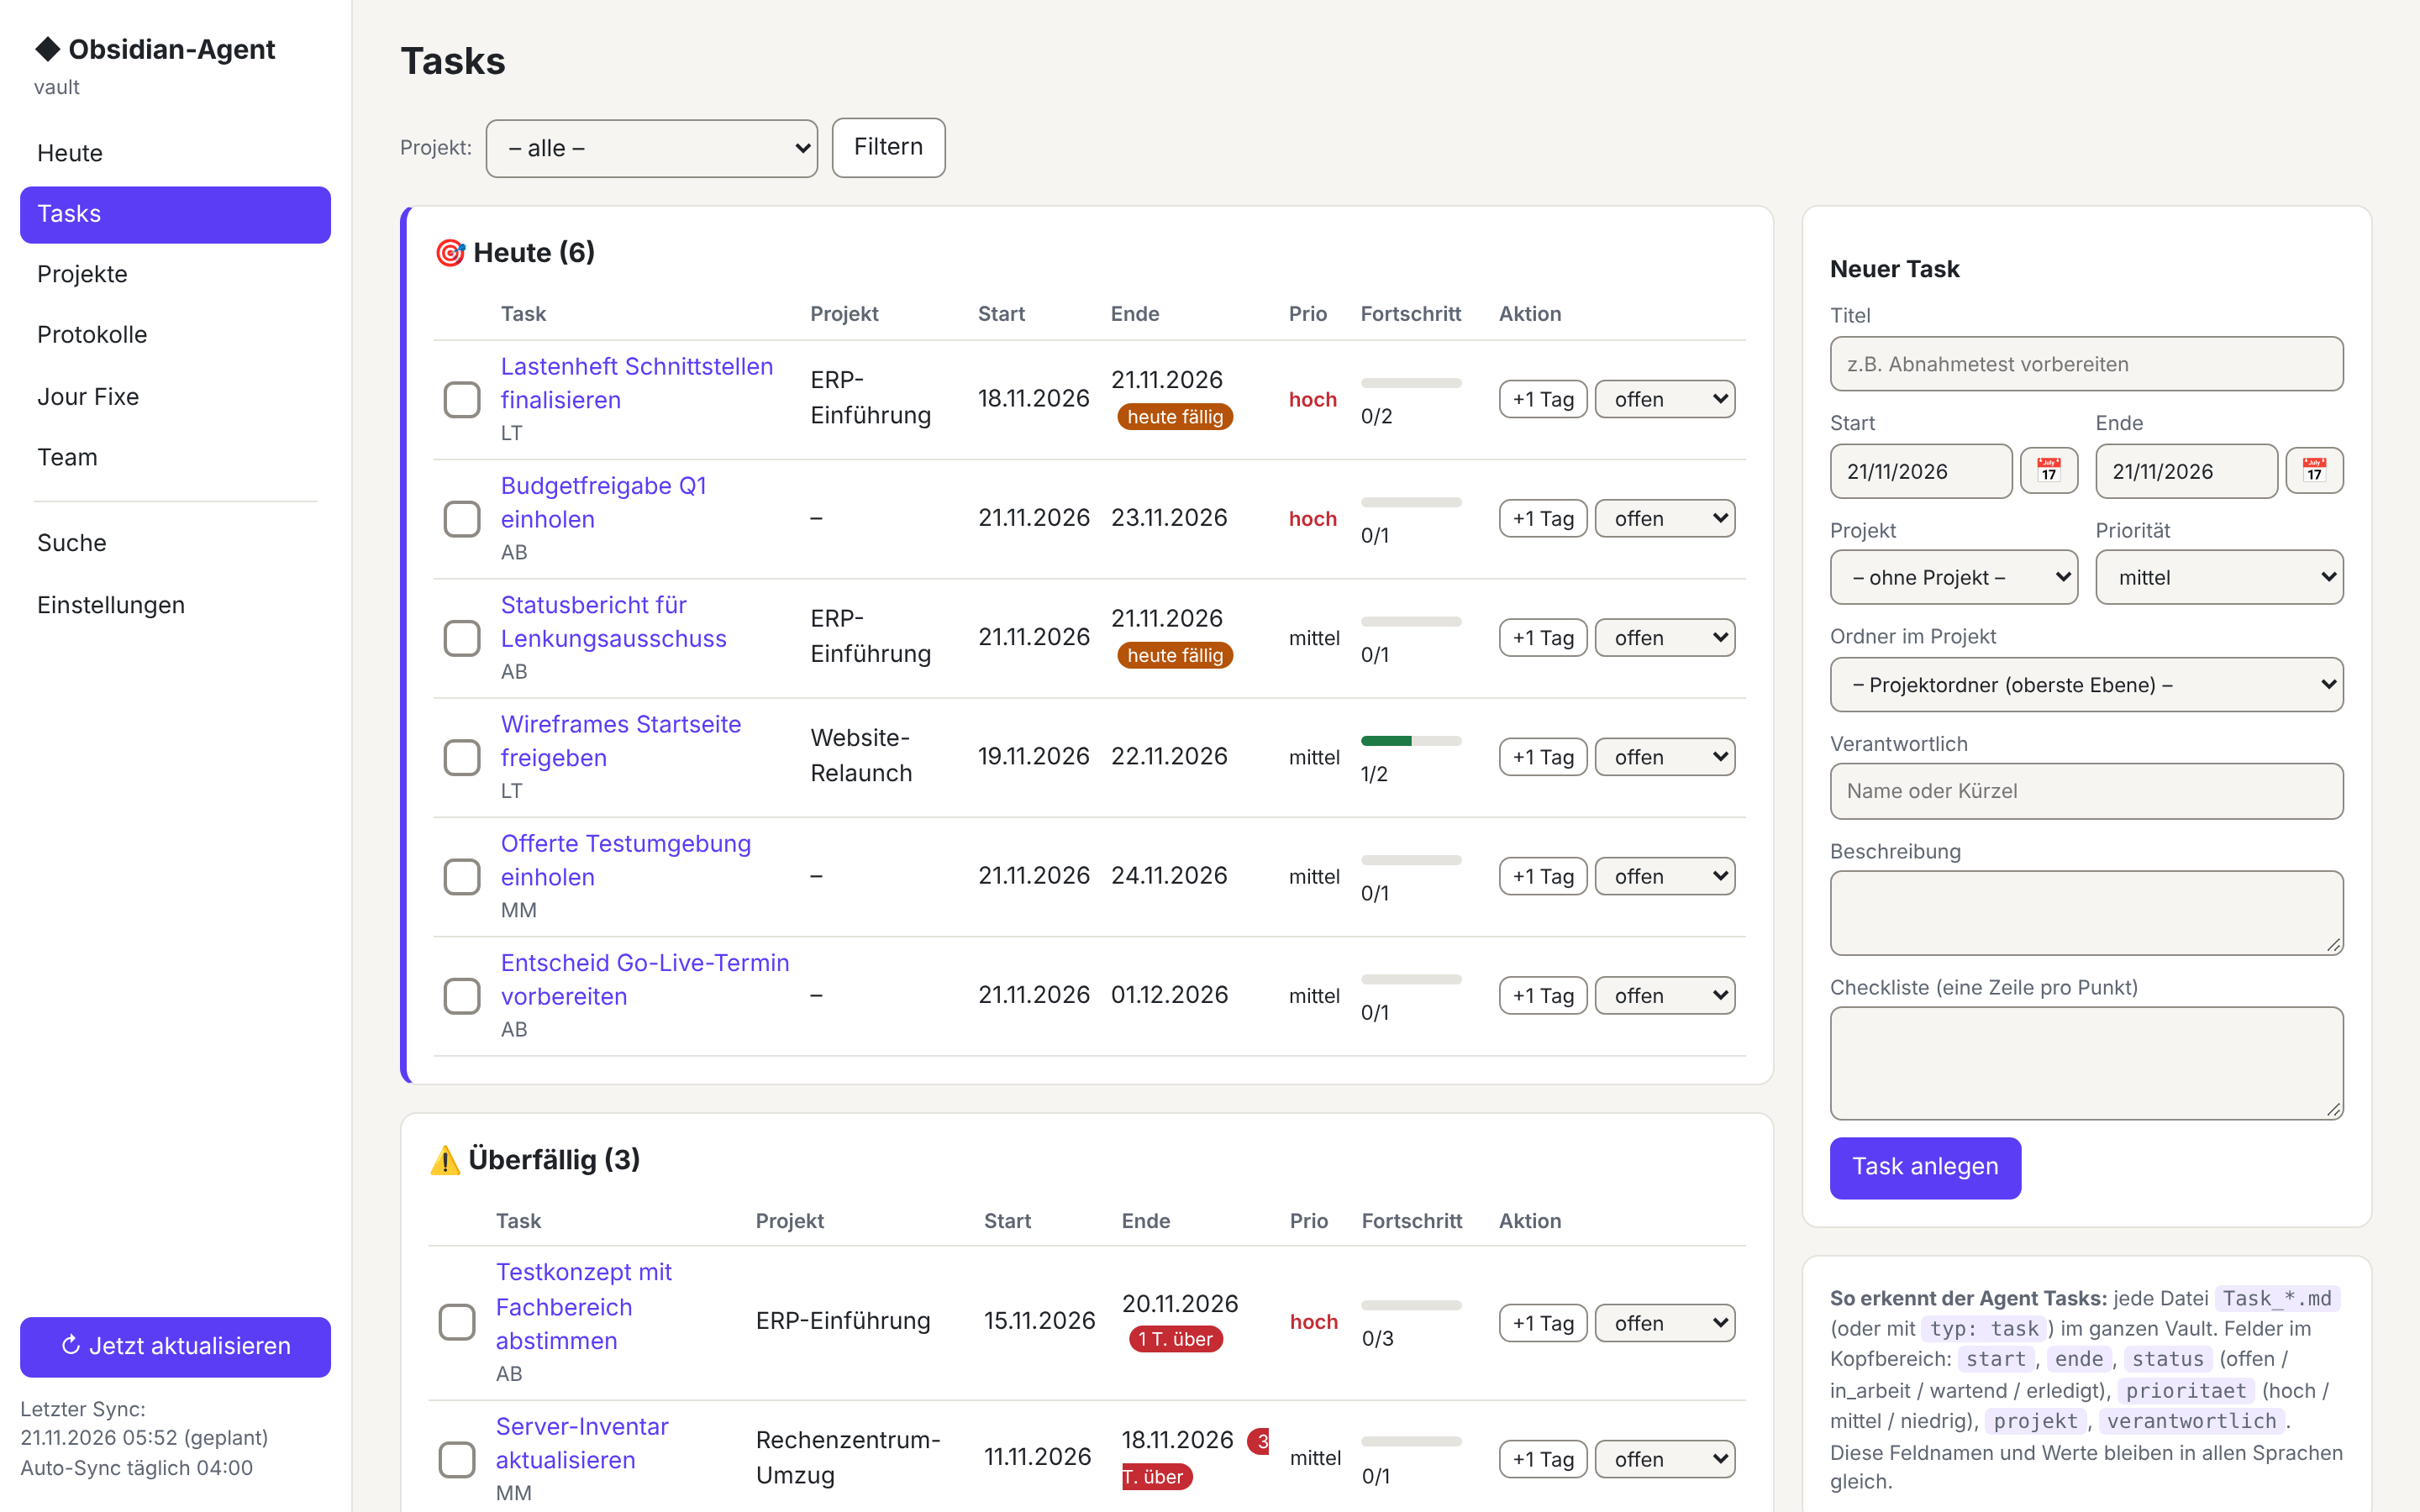 ◆ Obsidian-Agent
vault
Heute
Tasks
Projekte
Protokolle
Jour Fixe
Team
Suche
Einstellungen
↻ Jetzt aktualisieren
Letzter Sync:
21.11.2026 05:52 (geplant)
Auto-Sync täglich 04:00
Tasks
Projekt: – alle – Filtern
🎯 Heute (6)
Task Projekt Start Ende Prio Fortschritt Aktion
Lastenheft Schnittstellen
finalisieren
LT
ERP-
Einführung
18.11.2026
21.11.2026
heute fällig
hoch
0/2
+1 Tag offen
Budgetfreigabe Q1
einholen
AB
–
21.11.2026
23.11.2026
hoch
0/1
+1 Tag offen
Statusbericht für
Lenkungsausschuss
AB
ERP-
Einführung
21.11.2026
21.11.2026
heute fällig
mittel
0/1
+1 Tag offen
Wireframes Startseite
freigeben
LT
Website-
Relaunch
19.11.2026
22.11.2026
mittel
1/2
+1 Tag offen
Offerte Testumgebung
einholen
MM
–
21.11.2026
24.11.2026
mittel
0/1
+1 Tag offen
Entscheid Go-Live-Termin
vorbereiten
AB
–
21.11.2026
01.12.2026
mittel
0/1
+1 Tag offen
⚠️ Überfällig (3)
Task Projekt Start Ende Prio Fortschritt Aktion
Testkonzept mit
Fachbereich
abstimmen
AB
ERP-Einführung
15.11.2026
20.11.2026
1 T. über
hoch
0/3
+1 Tag offen
Server-Inventar
aktualisieren
MM
Rechenzentrum-
Umzug
11.11.2026
18.11.2026 3
T. über
mittel
0/1
+1 Tag offen
Neuer Task
Titel
z.B. Abnahmetest vorbereiten
Start Ende
21/11/2026 📅 21/11/2026 📅
Projekt Priorität
– ohne Projekt – mittel
Ordner im Projekt
– Projektordner (oberste Ebene) –
Verantwortlich
Name oder Kürzel
Beschreibung
Checkliste (eine Zeile pro Punkt)
Task anlegen
So erkennt der Agent Tasks: jede Datei Task_*.md
(oder mit typ: task) im ganzen Vault. Felder im
Kopfbereich: start, ende, status (offen /
in_arbeit / wartend / erledigt), prioritaet (hoch /
mittel / niedrig), projekt, verantwortlich.
Diese Feldnamen und Werte bleiben in allen Sprachen
gleich.